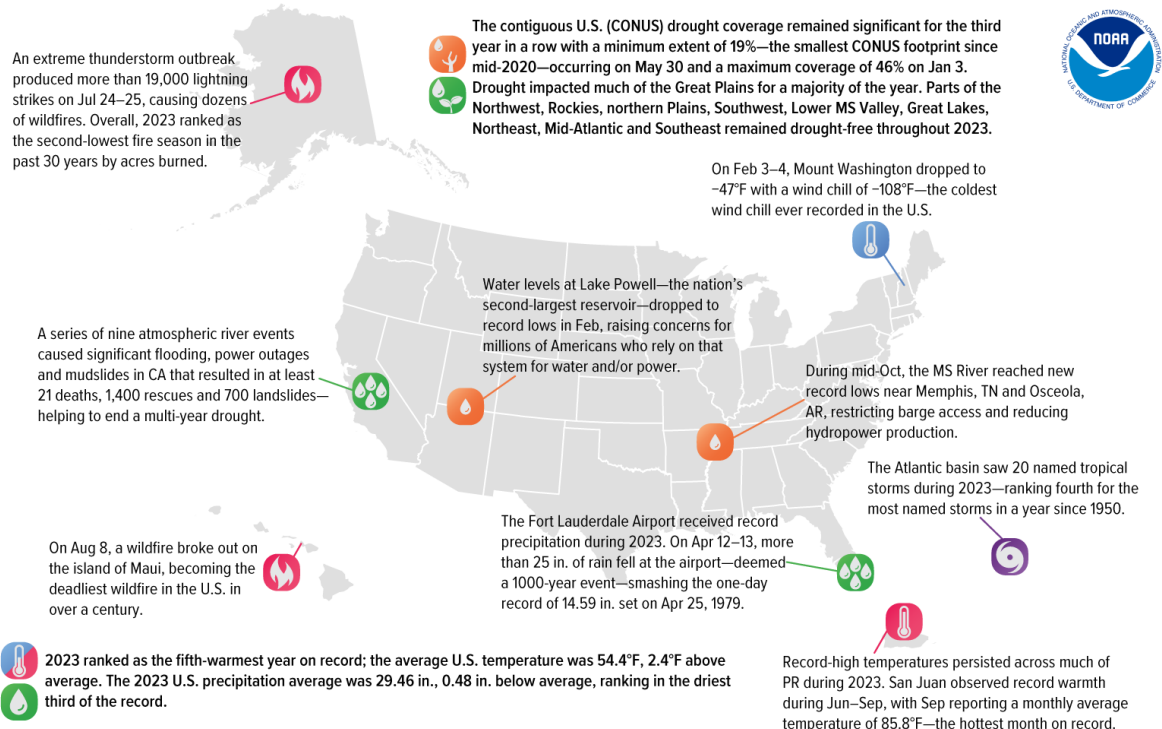 The contiguous U.S. (CONUS) drought coverage remained significant for the third
year in a row with a minimum extent of 19%—the smallest CONUS footprint since
mid-2020—occurring on May 30 and a maximum coverage of 46% on Jan 3.
Drought impacted much of the Great Plains for a majority of the year. Parts of the
Northwest, Rockies, northern Plains, Southwest, Lower MS Valley, Great Lakes,
Northeast, Mid-Atlantic and Southeast remained drought-free throughout 2023.
NATIONAL OCEANIC AND ATMOSPHERIC ADMINISTRATION
NOAA
U.S. DEPARTMENT OF COMMERCE
An extreme thunderstorm outbreak
produced more than 19,000 lightning
strikes on Jul 24–25, causing dozens
of wildfires. Overall, 2023 ranked as
the second-lowest fire season in the
past 30 years by acres burned.
On Feb 3–4, Mount Washington dropped to
−47°F with a wind chill of −108°F—the coldest
wind chill ever recorded in the U.S.
Water levels at Lake Powell—the nation's
second-largest reservoir—dropped to
record lows in Feb, raising concerns for
millions of Americans who rely on that
system for water and/or power.
A series of nine atmospheric river events
caused significant flooding, power outages
and mudslides in CA that resulted in at least
21 deaths, 1,400 rescues and 700 landslides—
helping to end a multi-year drought.
During mid-Oct, the MS River reached new
record lows near Memphis, TN and Osceola,
AR, restricting barge access and reducing
hydropower production.
The Atlantic basin saw 20 named tropical
storms during 2023—ranking fourth for the
most named storms in a year since 1950.
The Fort Lauderdale Airport received record
precipitation during 2023. On Apr 12–13, more
than 25 in. of rain fell at the airport—deemed
a 1000-year event—smashing the one-day
record of 14.59 in. set on Apr 25, 1979.
On Aug 8, a wildfire broke out on
the island of Maui, becoming the
deadliest wildfire in the U.S. in
over a century.
2023 ranked as the fifth-warmest year on record; the average U.S. temperature was 54.4°F, 2.4°F above
average. The 2023 U.S. precipitation average was 29.46 in., 0.48 in. below average, ranking in the driest
third of the record.
Record-high temperatures persisted across much of
PR during 2023. San Juan observed record warmth
during Jun–Sep, with Sep reporting a monthly average
temperature of 85.8°F—the hottest month on record.